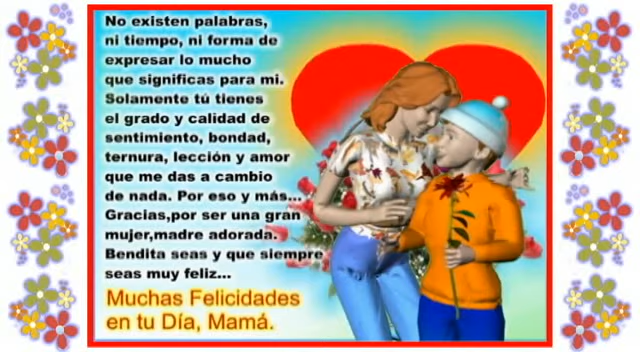 No existen palabras,
ni tiempo, ni forma de
expresar lo mucho
que significas para mi.
Solamente tú tienes
el grado y calidad de
sentimiento, bondad,
ternura, lección y amor
que me das a cambio
de nada. Por eso y más...
Gracias,por ser una gran
mujer,madre adorada.
Bendita seas y que siempre
seas muy feliz...
Muchas Felicidades
en tu Día, Mamá.